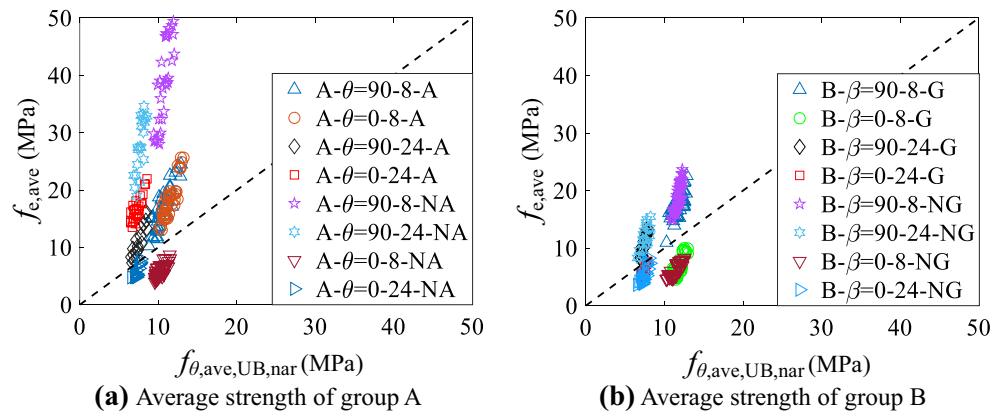 50
40
30
20
10
0
f e,ave (MPa)
A-θ=90-8-A
A-θ=0-8-A
A-θ=90-24-A
A-θ=0-24-A
A-θ=90-8-NA
A-θ=90-24-NA
A-θ=0-8-NA
A-θ=0-24-NA
0 10 20 30 40 50
f θ,ave,UB,nar (MPa)
(a) Average strength of group A
50
40
30
20
10
0
f e,ave (MPa)
B-β=90-8-G
B-β=0-8-G
B-β=90-24-G
B-β=0-24-G
B-β=90-8-NG
B-β=90-24-NG
B-β=0-8-NG
B-β=0-24-NG
0 10 20 30 40 50
f θ,ave,UB,nar (MPa)
(b) Average strength of group B